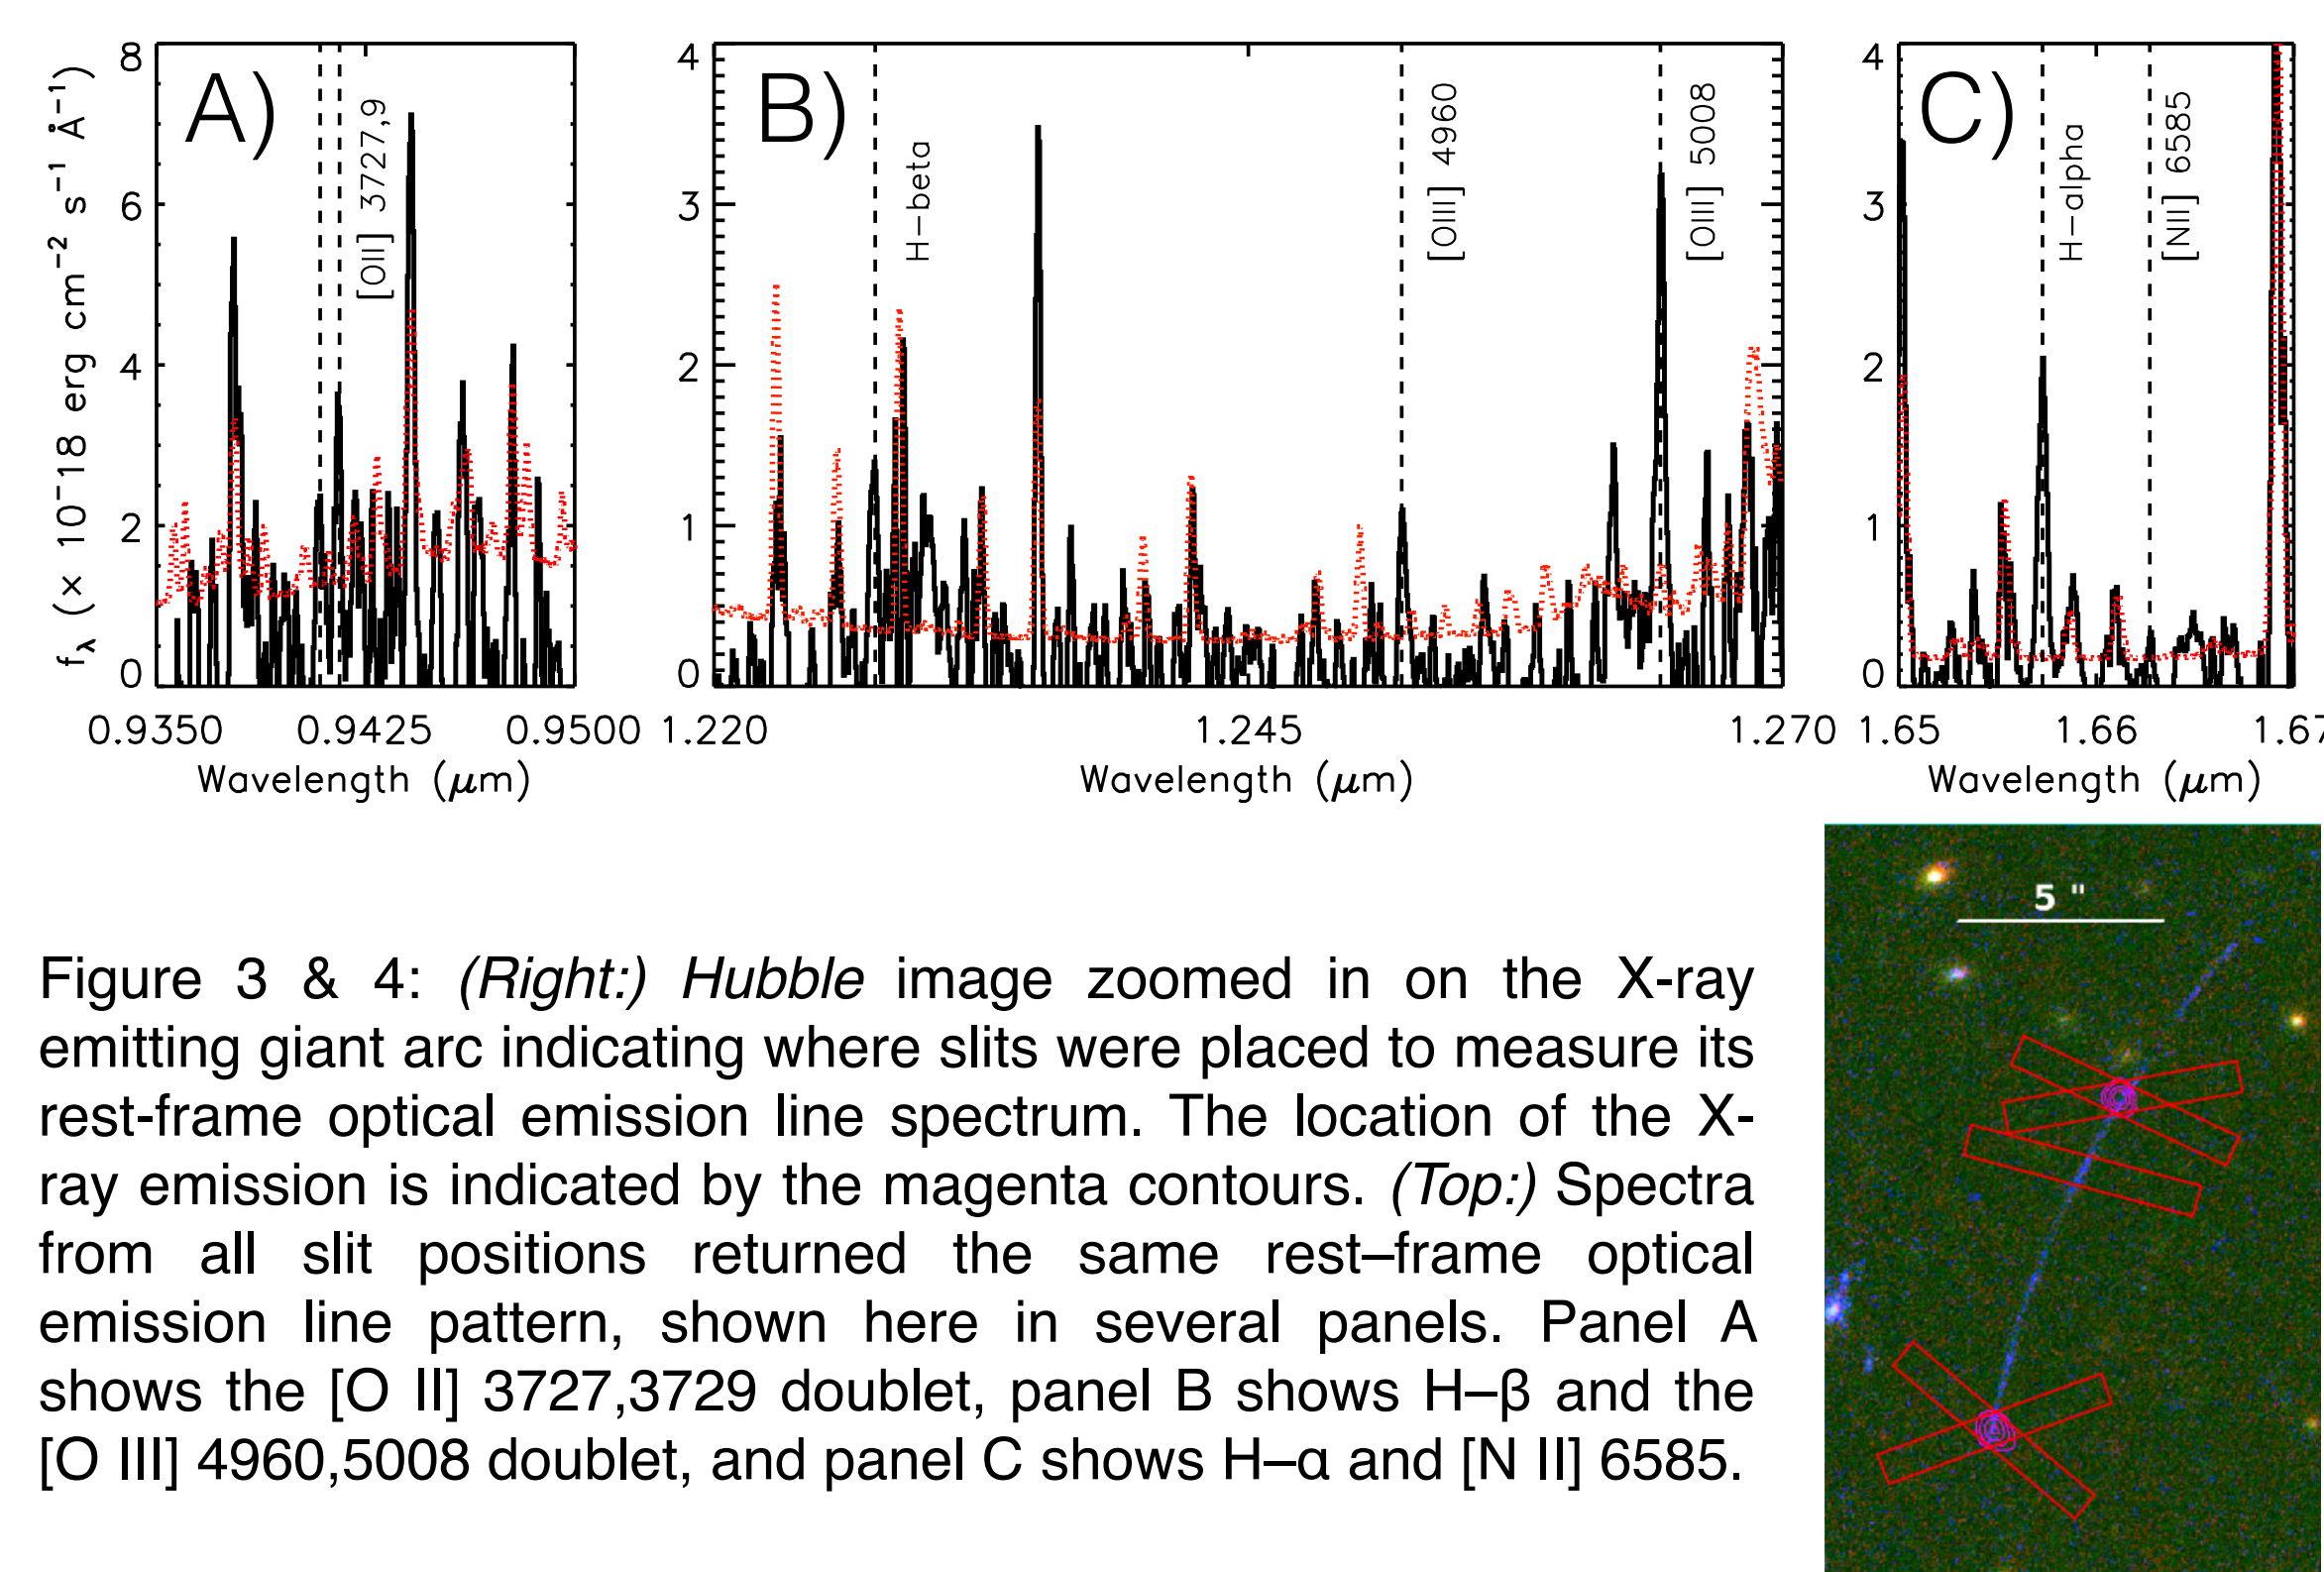 8
6
4
2
0
f_λ (× 10⁻18 erg cm⁻² s⁻¹ Å⁻¹)
A)
[OII] 3727,9
0.9350
0.9425
0.9500
Wavelength (μm)
4
3
2
1
0
B)
H-beta
[OIII] 4960
[OIII] 5008
1.220
1.245
1.270
Wavelength (μm)
4
3
2
1
0
C)
H-alpha
[NII] 6585
1.65
1.66
1.67
Wavelength (μm)
Figure 3 & 4: (Right:) Hubble image zoomed in on the X-ray
emitting giant arc indicating where slits were placed to measure its
rest-frame optical emission line spectrum. The location of the X-
ray emission is indicated by the magenta contours. (Top:) Spectra
from all slit positions returned the same rest–frame optical
emission line pattern, shown here in several panels. Panel A
shows the [O II] 3727,3729 doublet, panel B shows H–β and the
[O III] 4960,5008 doublet, and panel C shows H–α and [N II] 6585.
5 "